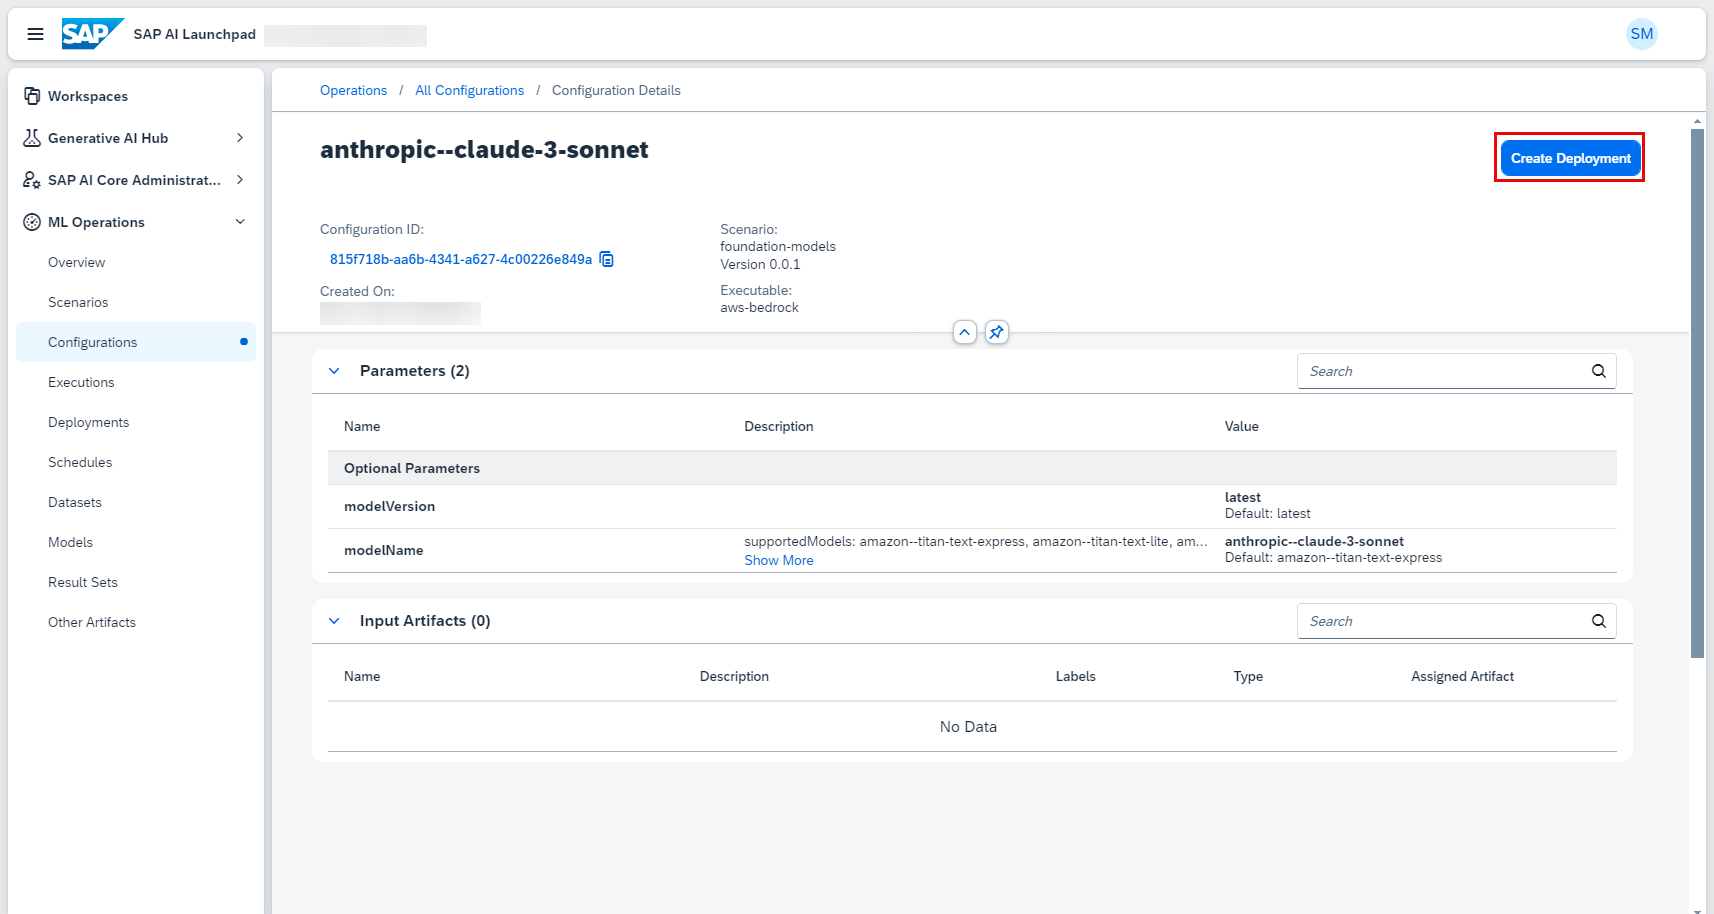 SAP
SAP AI Launchpad
SM
Workspaces
Generative AI Hub
SAP AI Core Administrat...
ML Operations
Overview
Scenarios
Configurations
Executions
Deployments
Schedules
Datasets
Models
Result Sets
Other Artifacts
Operations / All Configurations / Configuration Details
anthropic--claude-3-sonnet
Create Deployment
Configuration ID:
815f718b-aa6b-4341-a627-4c00226e849a
Created On:
Scenario:
foundation-models
Version 0.0.1
Executable:
aws-bedrock
Parameters (2)
Search
Name Description Value
Optional Parameters
modelVersion
latest
Default: latest
modelName
supportedModels: amazon--titan-text-express, amazon--titan-text-lite, am...
Show More
anthropic--claude-3-sonnet
Default: amazon--titan-text-express
Input Artifacts (0)
Search
Name Description Labels Type Assigned Artifact
No Data